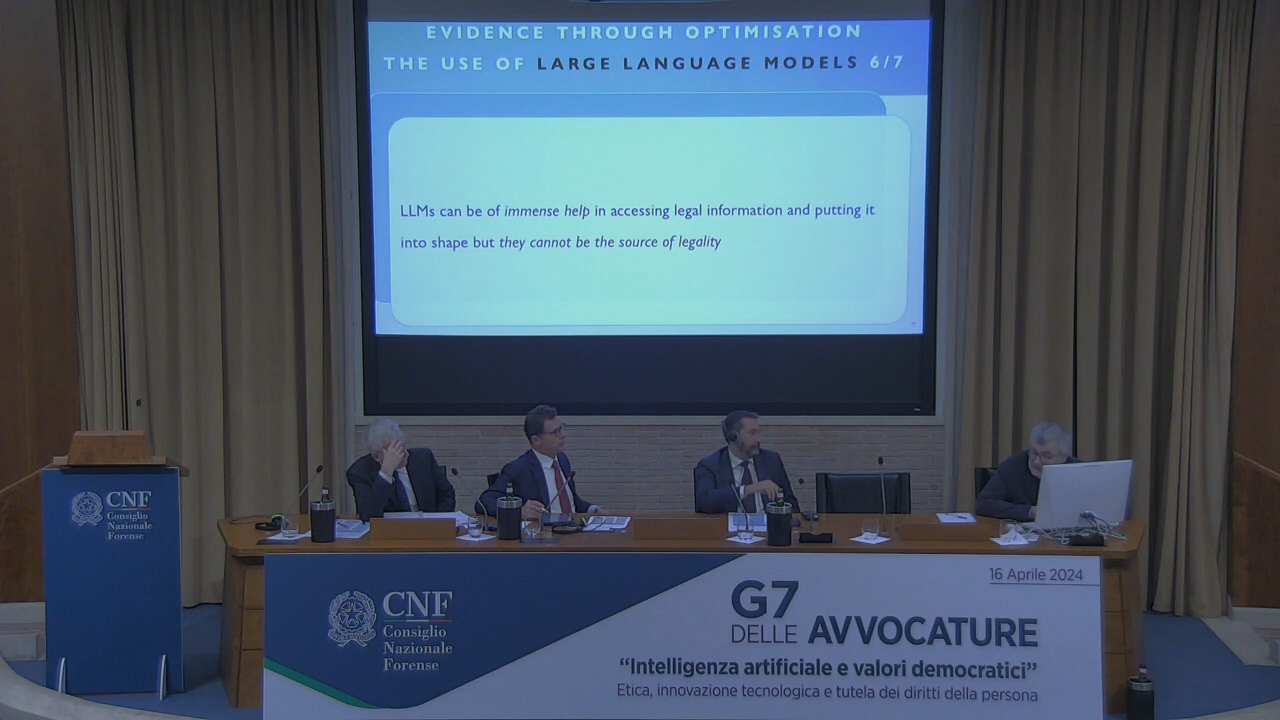 EVIDENCE THROUGH OPTIMISATION
THE USE OF LARGE LANGUAGE MODELS 6/7
LLMs can be of immense help in accessing legal information and putting it
into shape but they cannot be the source of legality
CNF
Consiglio
Nazionale
Forense
16 Aprile 2024
CNF
Consiglio
Nazionale
Forense
G7
DELLE AVVOCATURE
“Intelligenza artificiale e valori democratici”
Etica, innovazione tecnologica e tutela dei diritti della persona